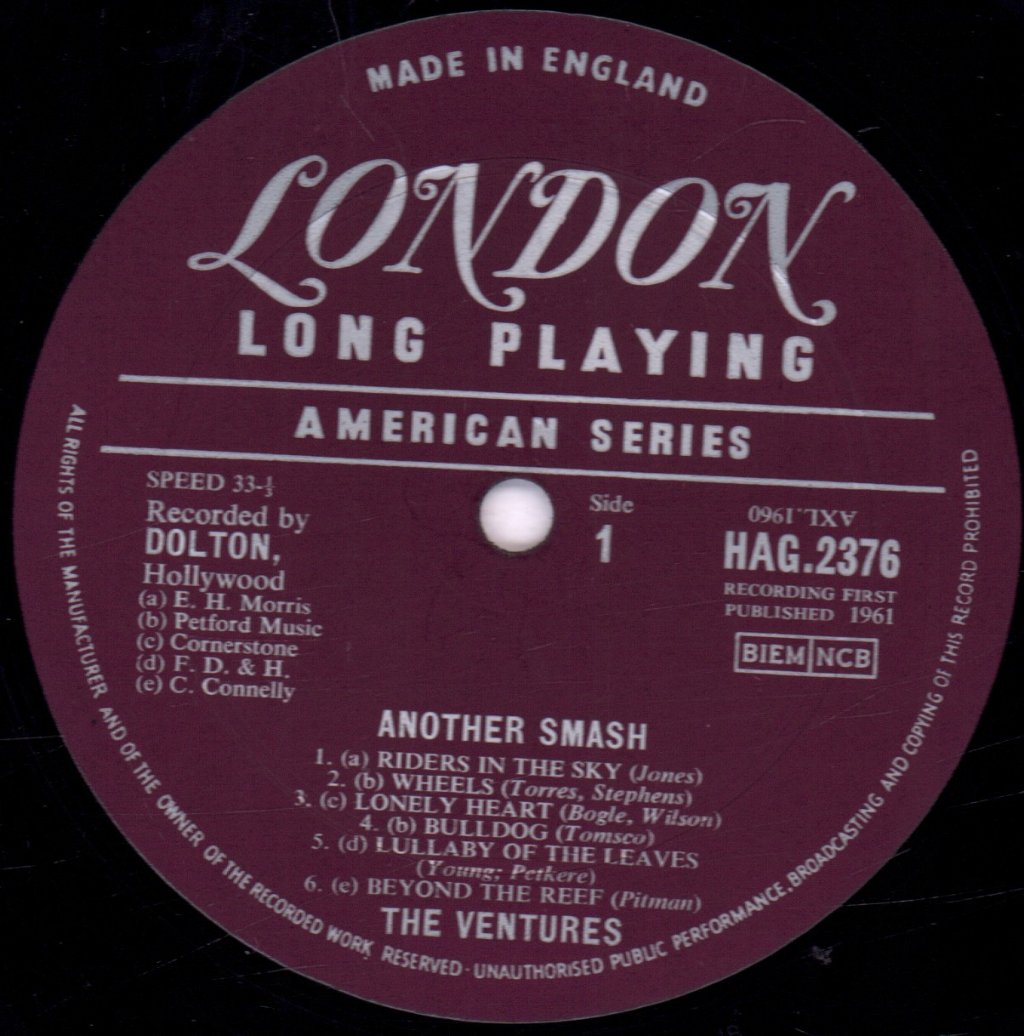 MADE IN ENGLAND
LONDON
LONG PLAYING
AMERICAN SERIES
SPEED 33-⅓
Recorded by
DOLTON,
Hollywood
(a) E. H. Morris
(b) Petford Music
(c) Cornerstone
(d) F. D. & H.
(e) C. Connelly
Side
1
AXL.1960
HAG.2376
RECORDING FIRST
PUBLISHED 1961
BIEM NCB
ANOTHER SMASH
1. (a) RIDERS IN THE SKY (Jones)
2. (b) WHEELS (Torres, Stephens)
3. (c) LONELY HEART (Bogle, Wilson)
4. (b) BULLDOG (Tomsco)
5. (d) LULLABY OF THE LEAVES
(Young; Petkere)
6. (e) BEYOND THE REEF (Pitman)
THE VENTURES
ALL RIGHTS OF THE MANUFACTURER AND OF THE OWNER OF THE RECORDED WORK RESERVED · UNAUTHORISED PUBLIC PERFORMANCE, BROADCASTING AND COPYING OF THIS RECORD PROHIBITED